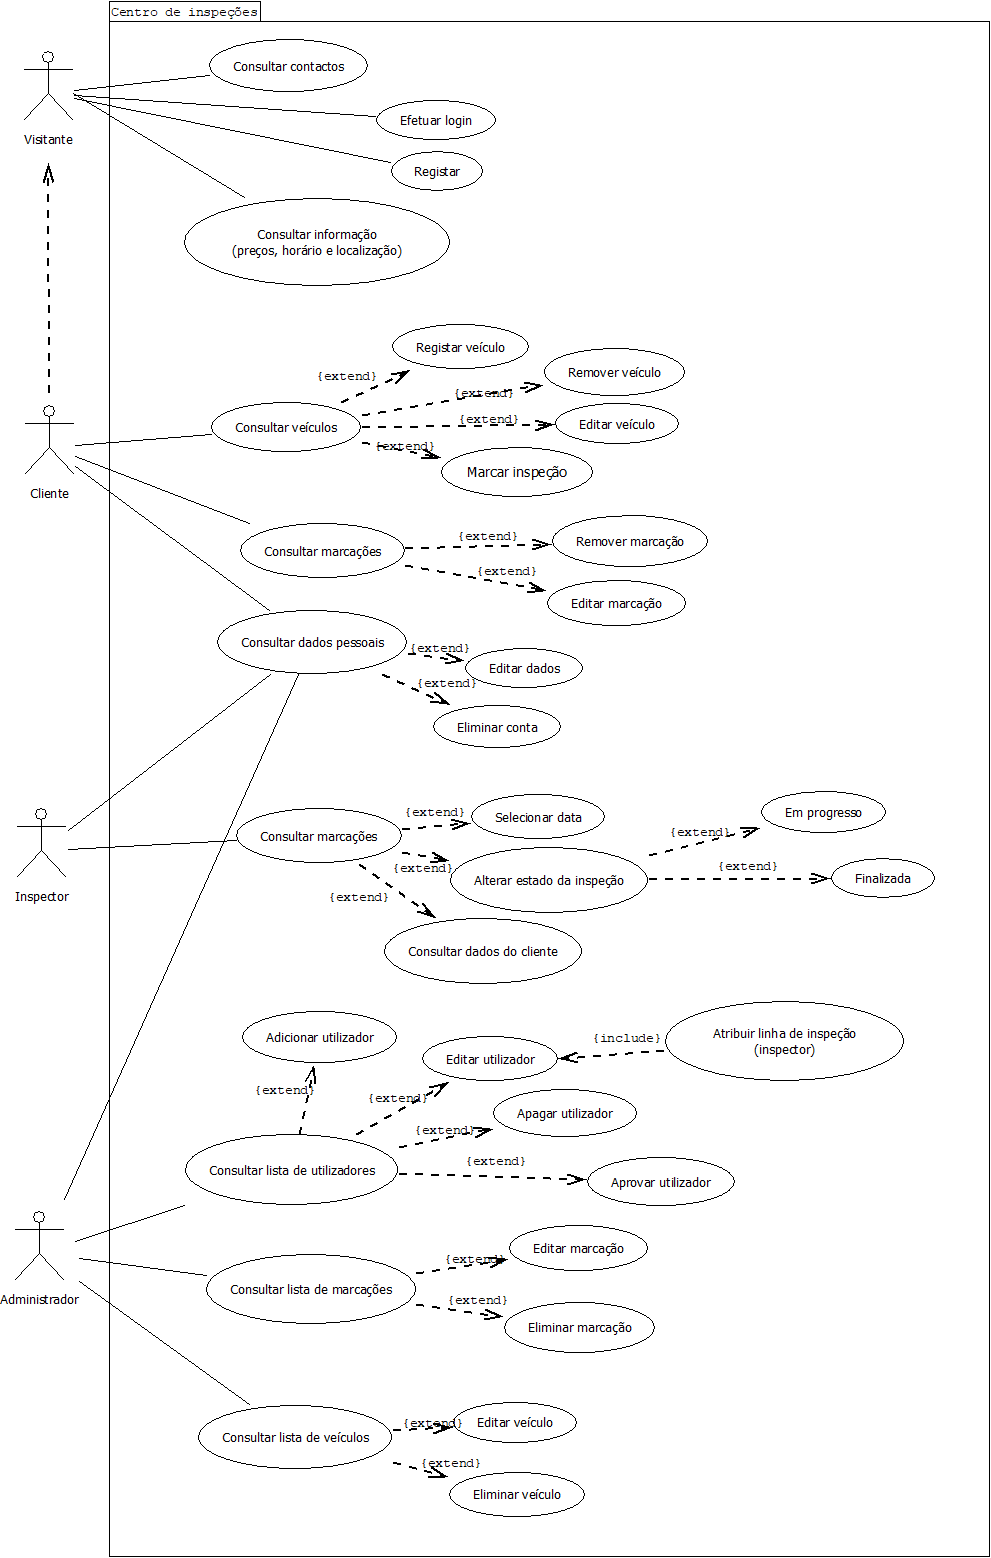 Centro de inspeções
Consultar contactos
Efetuar login
Visitante
Registar
Consultar informação
(preços, horário e localização)
Registar veículo
{extend}
Remover veículo
{extend}
Cliente
Consultar veículos
{extend}
Editar veículo
{extend}
Marcar inspeção
Consultar marcações
{extend}
Remover marcação
{extend}
Editar marcação
Consultar dados pessoais
{extend}
Editar dados
{extend}
Eliminar conta
Inspector
Consultar marcações
{extend}
Selecionar data
{extend}
Alterar estado da inspeção
{extend}
Em progresso
{extend}
Finalizada
{extend}
Consultar dados do cliente
Adicionar utilizador
{extend}
Editar utilizador
{include}
Atribuir linha de inspeção
(inspector)
{extend}
{extend}
Apagar utilizador
Consultar lista de utilizadores
{extend}
Aprovar utilizador
Administrador
Consultar lista de marcações
{extend}
Editar marcação
{extend}
Eliminar marcação
Consultar lista de veículos
{extend}
Editar veículo
{extend}
Eliminar veículo